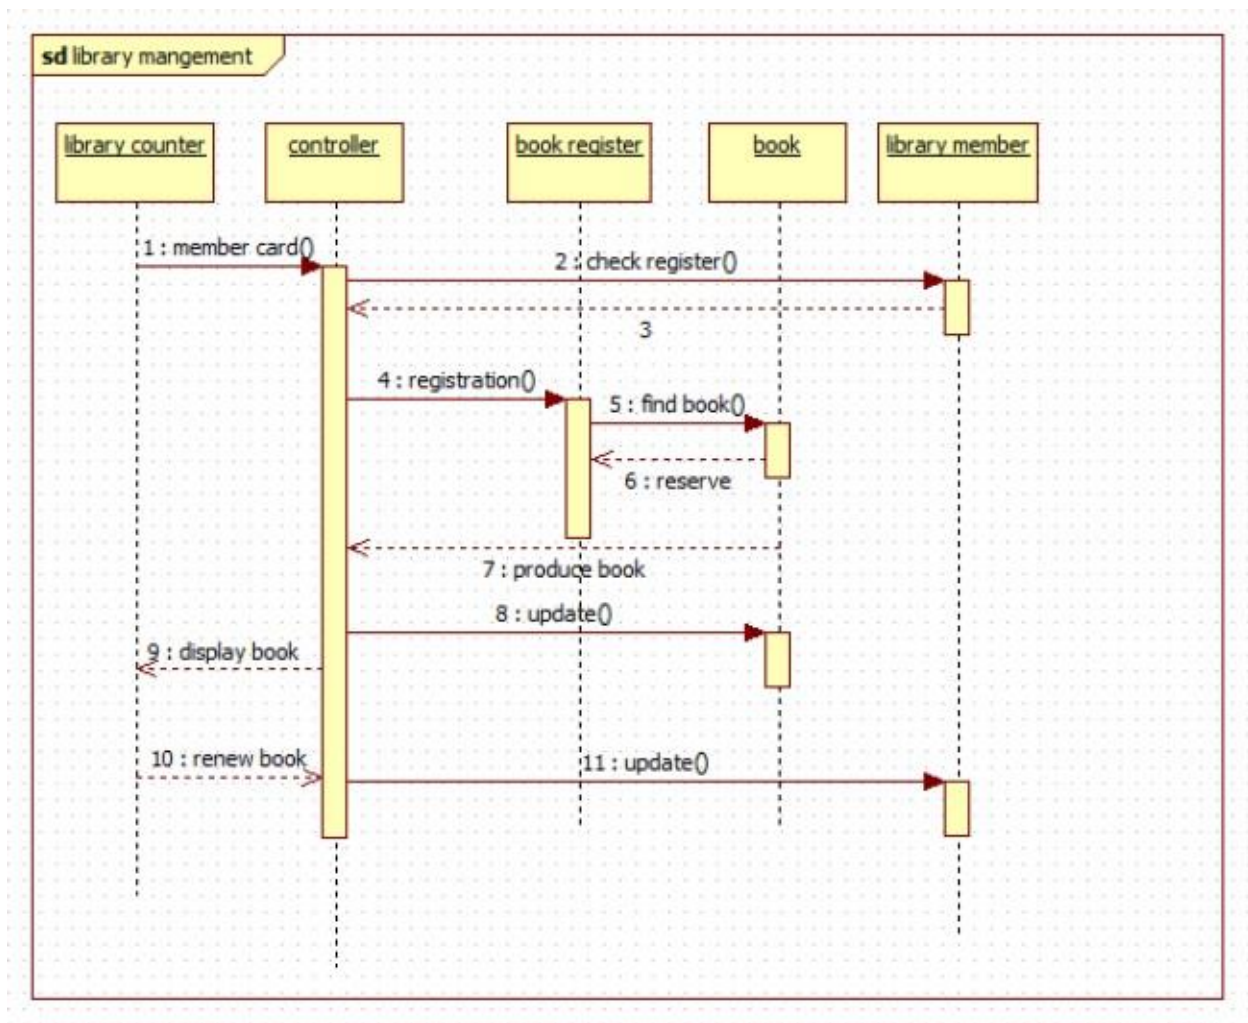 sd library mangement
library counter
controller
book register
book
library member
1 : member card()
2 : check register()
3
4 : registration()
5 : find book()
6 : reserve
7 : produce book
8 : update()
9 : display book
10 : renew book
11 : update()